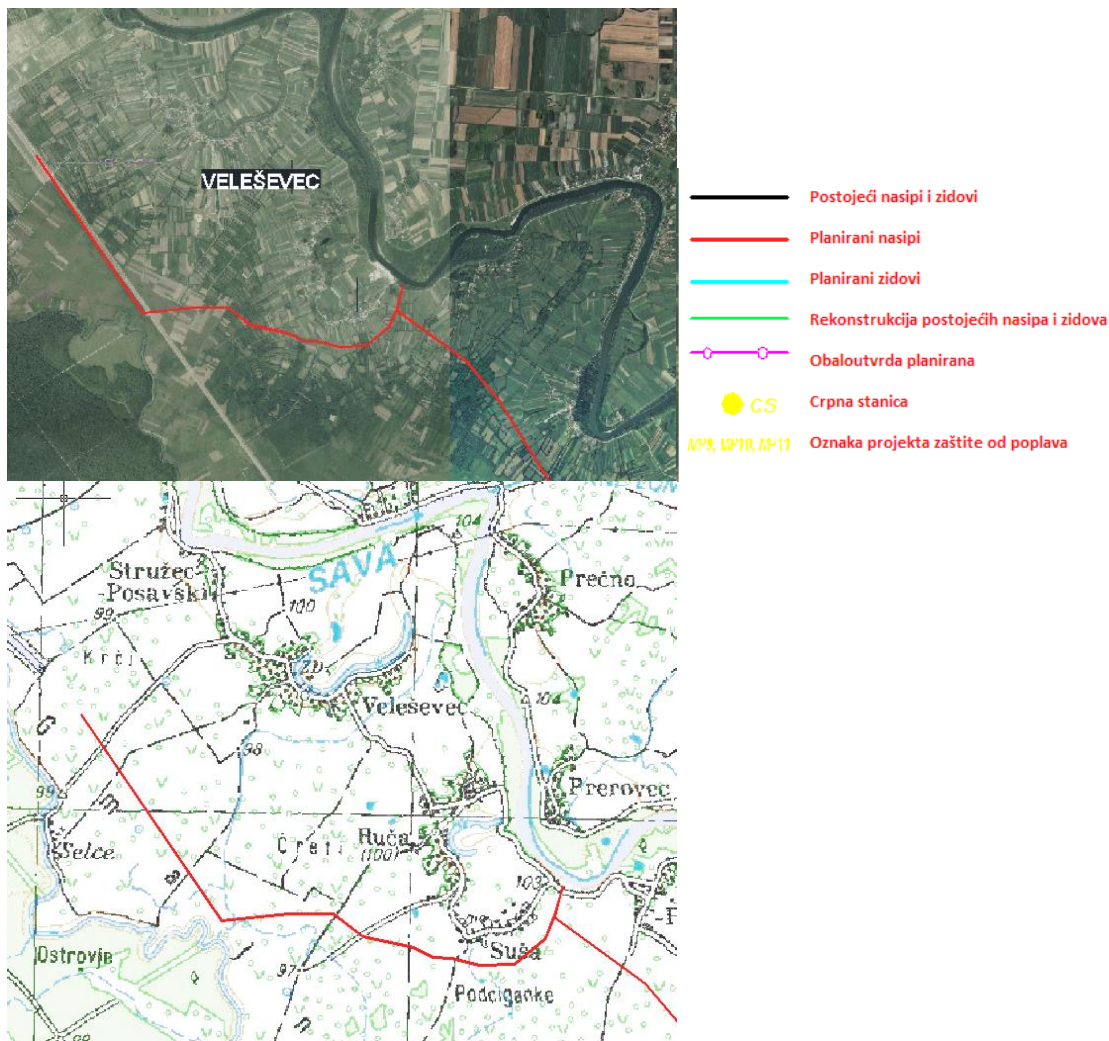 VELEŠEVEC
Postojeći nasipi i zidovi
Planirani nasipi
Planirani zidovi
Rekonstrukcija postojećih nasipa i zidova
Obaloutvrda planirana
CS Crpna stanica
Oznaka projekta zaštite od poplava
104
Stružec
Posavski
SAVA
Prečno
99
100
Krči
Veleševec
104
98
G
99
m
Prerovec
Selce
Ruča
(100)
a
103
Suša
Ostrovje
97
Podciganke
n